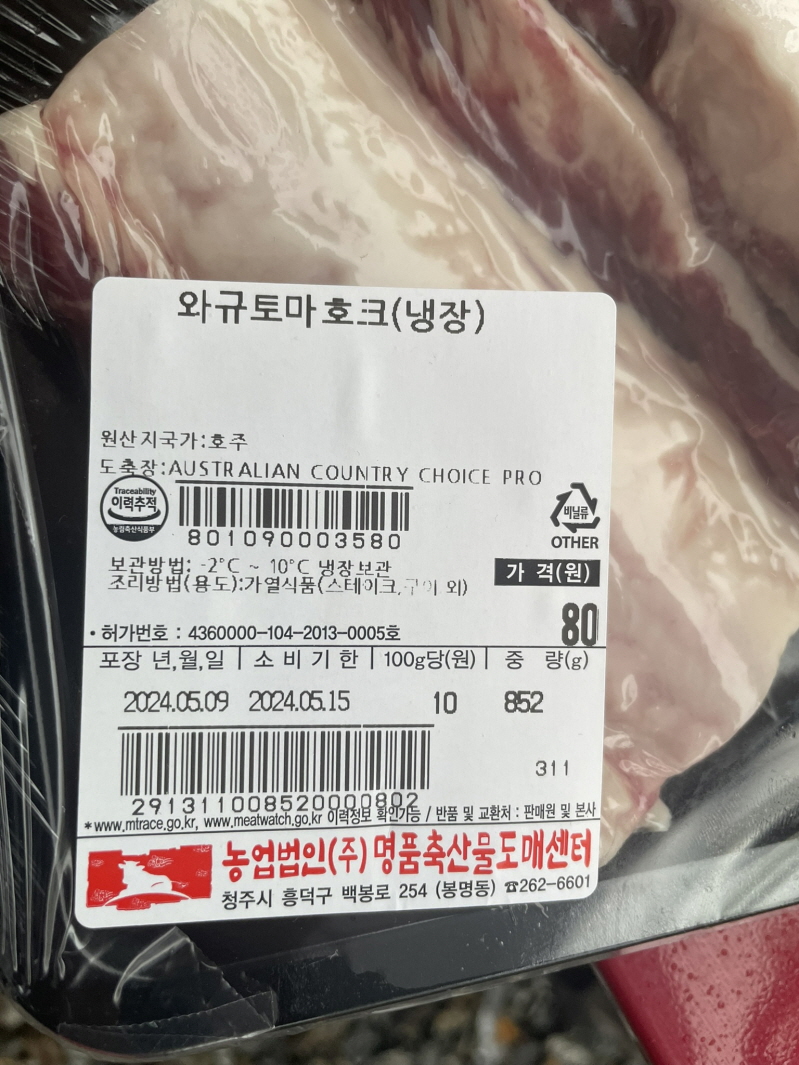 와규토마호크(냉장)
원산지국가:호주
도축장:AUSTRALIAN COUNTRY CHOICE PRO
Traceability
이력추적
농림축산식품부
801090003580
비닐류
OTHER
보관방법: -2°C ~ 10°C 냉장보관
조리방법(용도):가열식품(스테이크,구이 외)
가 격(원)
80
• 허가번호 : 4360000-104-2013-0005호
포장 년,월,일 | 소 비 기 한 | 100g당(원) | 중 량(g)
2024.05.09 2024.05.15 10 852
311
2913110085200000802
*www.mtrace.go.kr, www.meatwatch.go.kr 이력정보 확인가능 / 반품 및 교환처 : 판매원 및 본사
농업법인(주) 명품축산물도매센터
청주시 흥덕구 백봉로 254 (봉명동) ☎262-6601